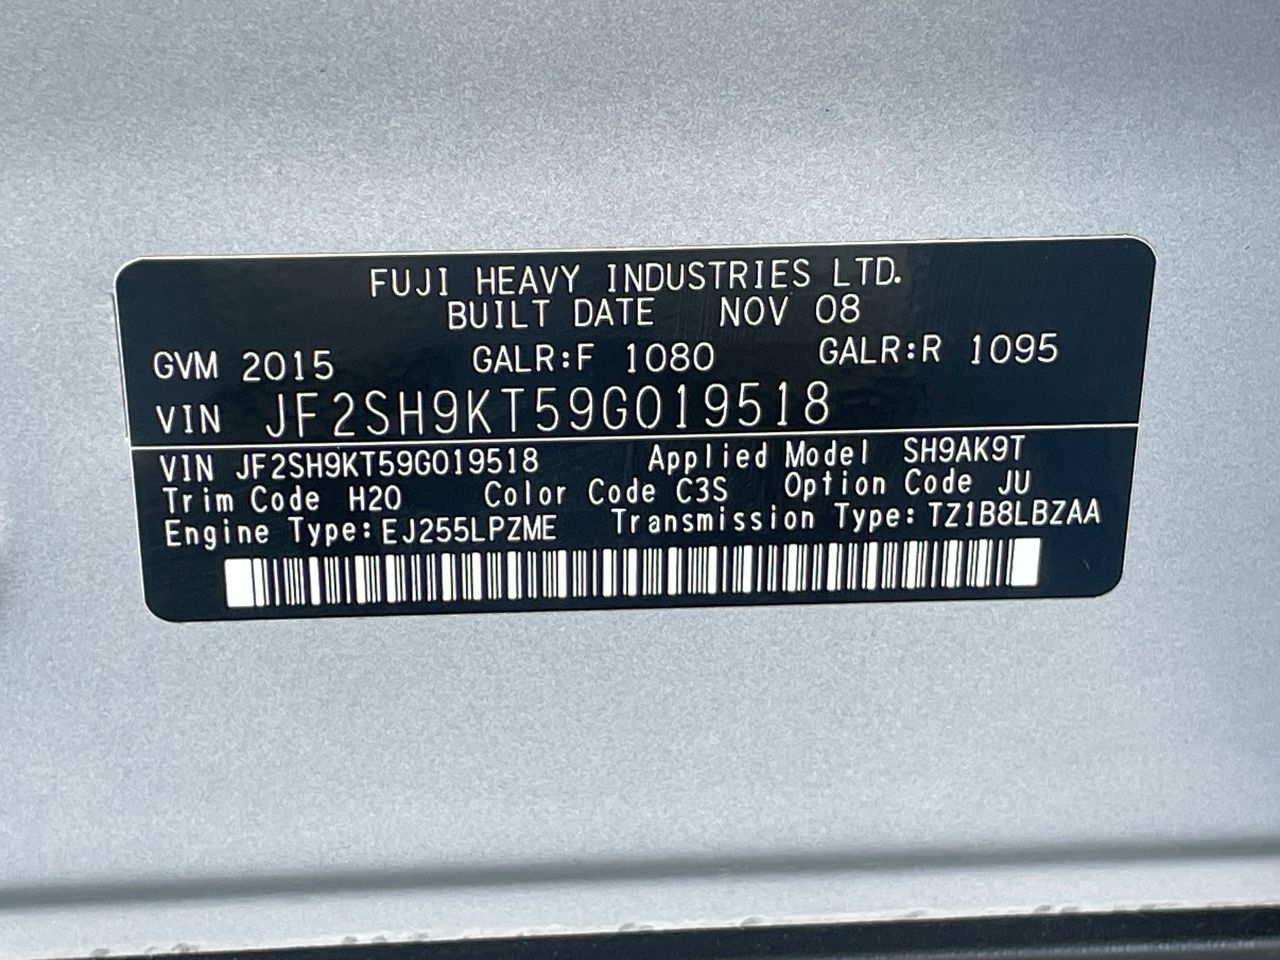 FUJI HEAVY INDUSTRIES LTD.
BUILT DATE NOV 08
GVM 2015 GALR:F 1080 GALR:R 1095
VIN JF2SH9KT59G019518
VIN JF2SH9KT59G019518 Applied Model SH9AK9T
Trim Code H20 Color Code C3S Option Code JU
Engine Type:EJ255LPZME Transmission Type:TZ1B8LBZAA